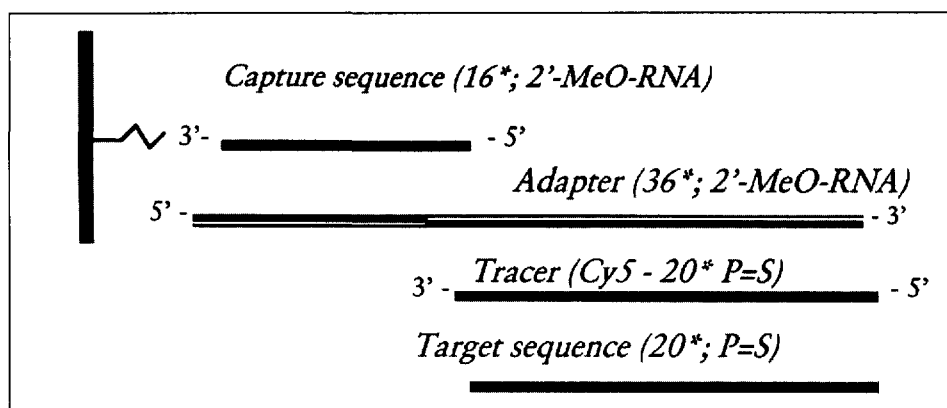 Capture sequence (16*; 2'-MeO-RNA)
3'- - 5'
Adapter (36*; 2'-MeO-RNA)
5' - - 3'
Tracer (Cy5 - 20* P=S)
3' - - 5'
Target sequence (20*; P=S)